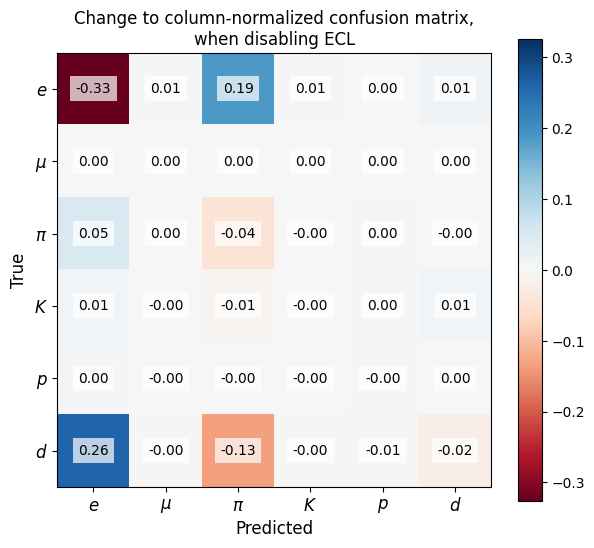 Change to column-normalized confusion matrix,
when disabling ECL
e -0.33 0.01 0.19 0.01 0.00 0.01
μ 0.00 0.00 0.00 0.00 0.00 0.00
π 0.05 0.00 -0.04 -0.00 0.00 -0.00
K 0.01 -0.00 -0.01 -0.00 0.00 0.01
p 0.00 -0.00 -0.00 -0.00 -0.00 0.00
d 0.26 -0.00 -0.13 -0.00 -0.01 -0.02
e μ π K p d
Predicted
True
0.3
0.2
0.1
0.0
−0.1
−0.2
−0.3